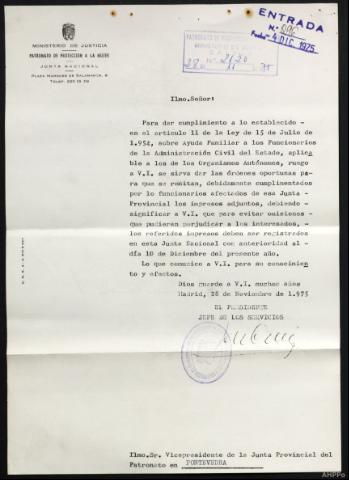 MINISTERIO DE JUSTICIA
PATRONATO DE PROTECCION A LA MUJER
JUNTA NACIONAL
PLAZA MARQUES DE SALAMANCA, 8
TELEF.
ENTRADA
N.º
Fecha 4 DIC. 1975
Ilmo.Señor:
Para dar cumplimiento al establecido -
en el artículo 11 de la Ley de 15 de Julio de
1.954, sobre Ayuda Familiar a los Funcionarios
de la Administración Civil del Estado, aplica
ble a los de los Organismos Autónomos, ruego
a V.I. se sirva dar las órdenes oportunas pa-
ra que se remitan, debidamente cumplimentados
por lo funcionarios afectados de esa Junta -
Provincial los impresos adjuntos, debiendo -
significar a V.I. que para evitar omisiones -
que pudieran perjudicar a los interesados, -
los referidos impresos deben ser registrados
en esta Junta Nacional con anterioridad al -
día 10 de Diciembre del presente año.
Lo que comunico a V.I. para su conocimien
to y efectos.
Dios guarde a V.I. muchos años
Madrid, 28 de Noviembre de 1.975
EL PRESIDENTE
JEFE DE LOS SERVICIOS
Ilmo.Sr. Vicepresidente de la Junta Provincial del
Patronato en PONTEVEDRA
AHPPo